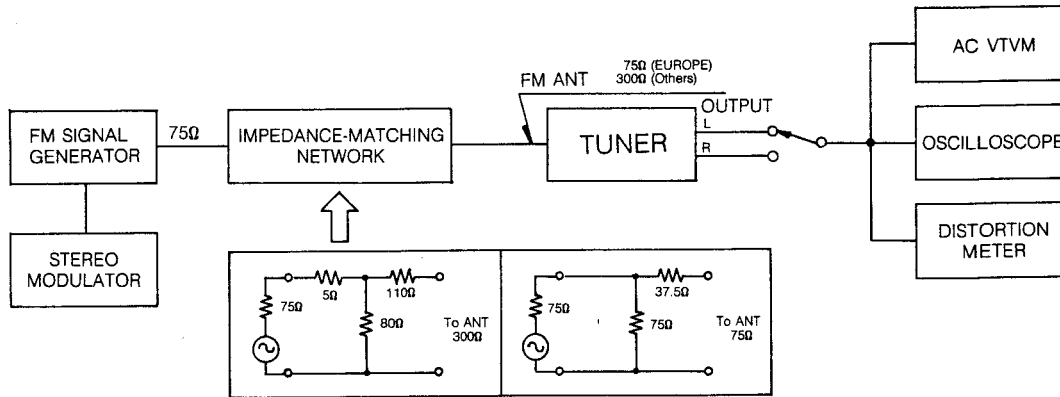 AC VTVM
75Ω (EUROPE)
300Ω (Others)
FM ANT
OUTPUT
L
R
FM SIGNAL
GENERATOR
75Ω
IMPEDANCE-MATCHING
NETWORK
TUNER
OSCILLOSCOPE
STEREO
MODULATOR
DISTORTION
METER
5Ω
110Ω
75Ω
80Ω
To ANT
300Ω
37.5Ω
75Ω
75Ω
To ANT
75Ω